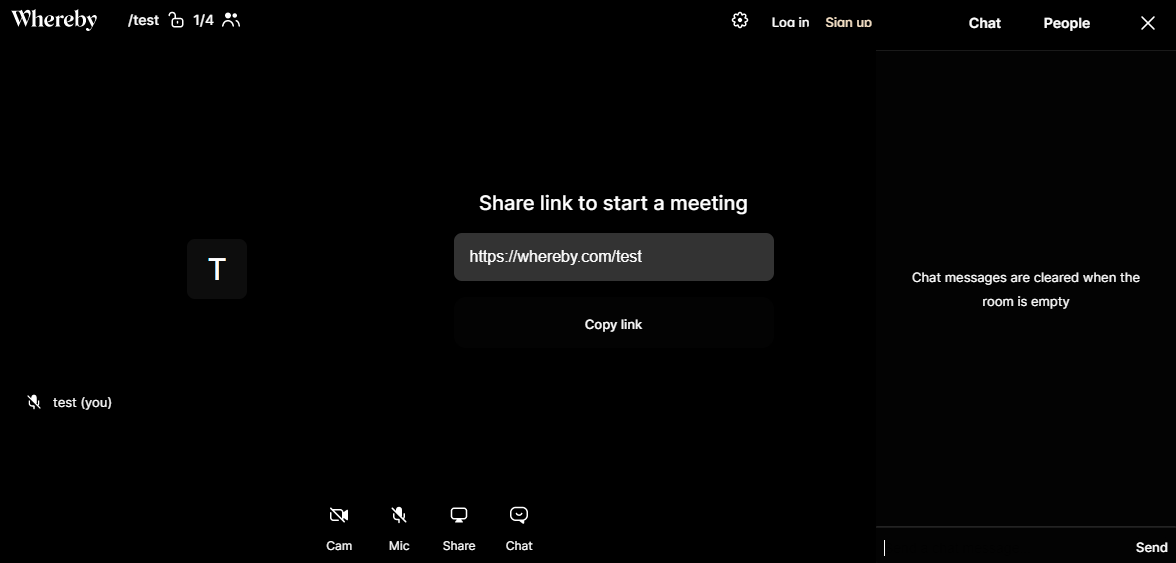 Whereby /test 1/4 Log in Sign up Chat People
Share link to start a meeting
https://whereby.com/test
Copy link
T
test (you)
Cam Mic Share Chat
Chat messages are cleared when the
room is empty
Send